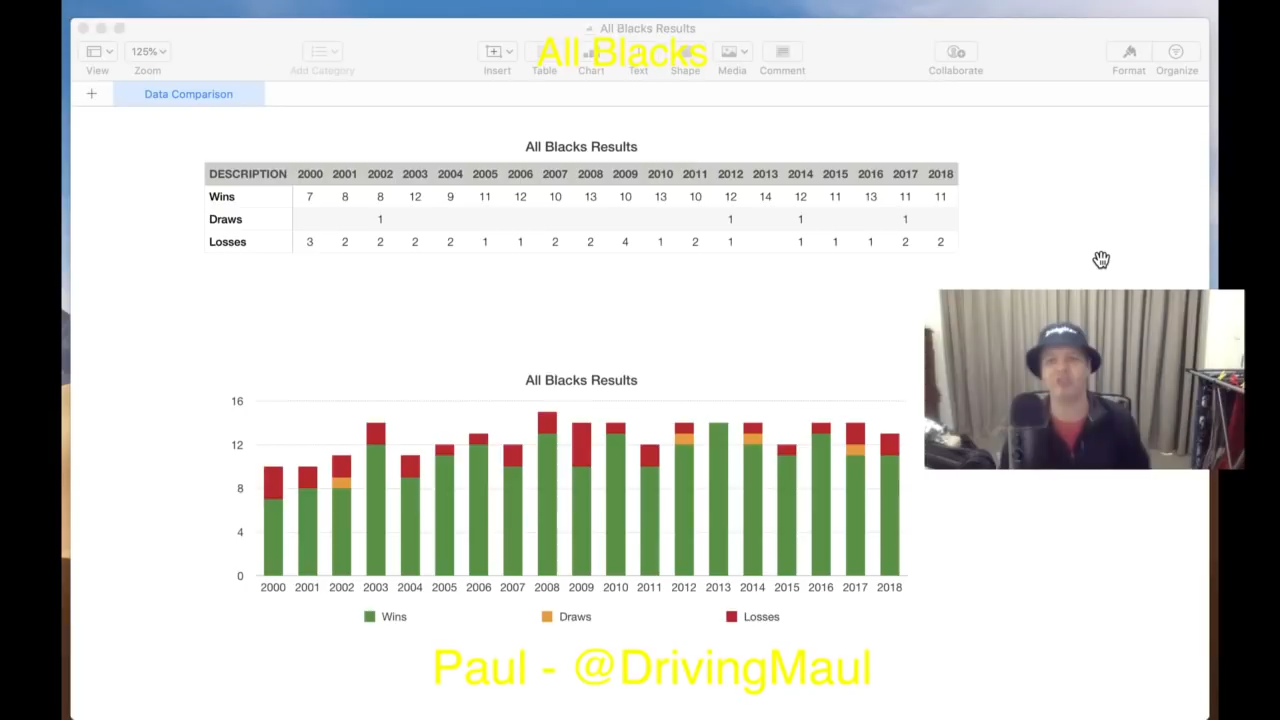 All Blacks Results
125%
View Zoom Add Category Insert Table Chart Text Shape Media Comment Collaborate Format Organize
All Blacks
Data Comparison
All Blacks Results
DESCRIPTION 2000 2001 2002 2003 2004 2005 2006 2007 2008 2009 2010 2011 2012 2013 2014 2015 2016 2017 2018
Wins 7 8 8 12 9 11 12 10 13 10 13 10 12 14 12 11 13 11 11
Draws 1 1 1 1
Losses 3 2 2 2 2 1 1 2 2 4 1 2 1 1 1 1 2 2
All Blacks Results
16
12
8
4
0
2000 2001 2002 2003 2004 2005 2006 2007 2008 2009 2010 2011 2012 2013 2014 2015 2016 2017 2018
Wins Draws Losses
Paul - @DrivingMaul